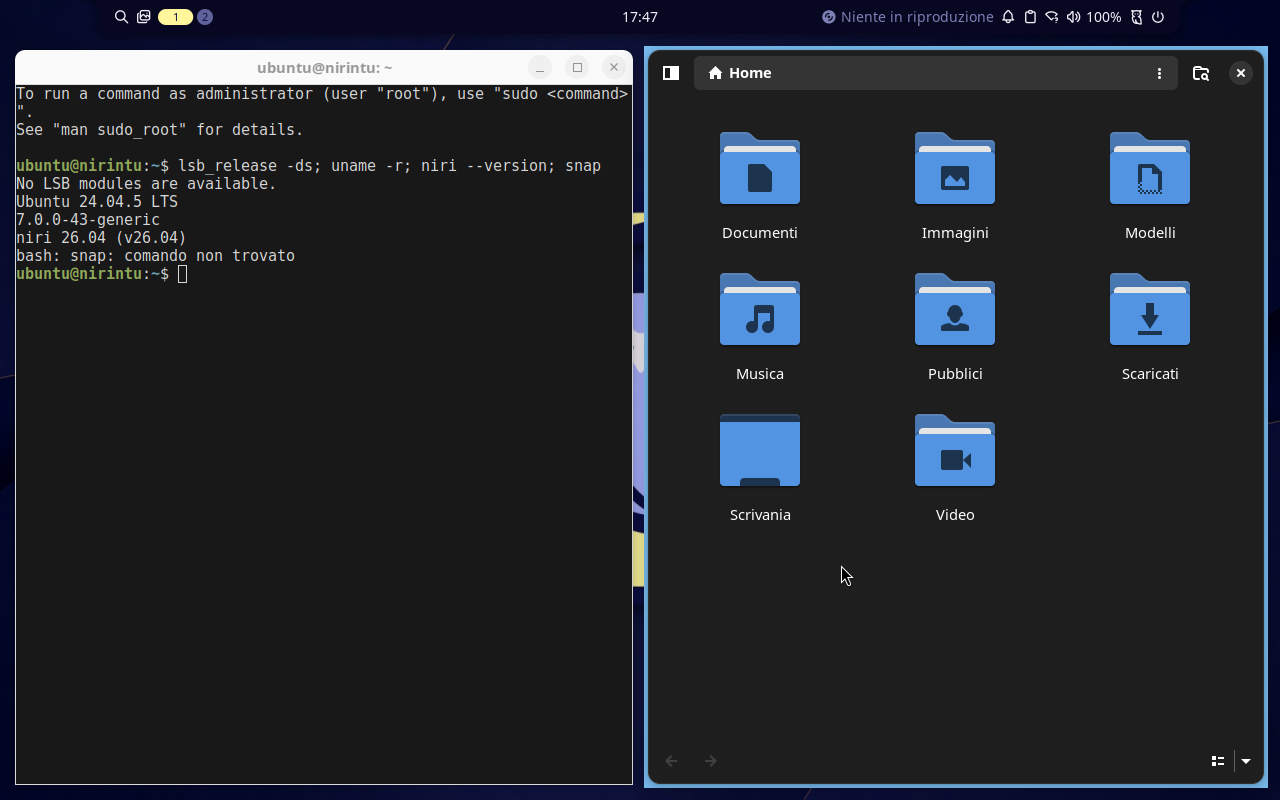 1
2
17:47
Niente in riproduzione
100%
ubuntu@nirintu: ~
To run a command as administrator (user "root"), use "sudo <command>
".
See "man sudo_root" for details.
ubuntu@nirintu:~$ lsb_release -ds; uname -r; niri --version; snap
No LSB modules are available.
Ubuntu 24.04.5 LTS
7.0.0-43-generic
niri 26.04 (v26.04)
bash: snap: comando non trovato
ubuntu@nirintu:~$
Home
Documenti
Immagini
Modelli
Musica
Pubblici
Scaricati
Scrivania
Video